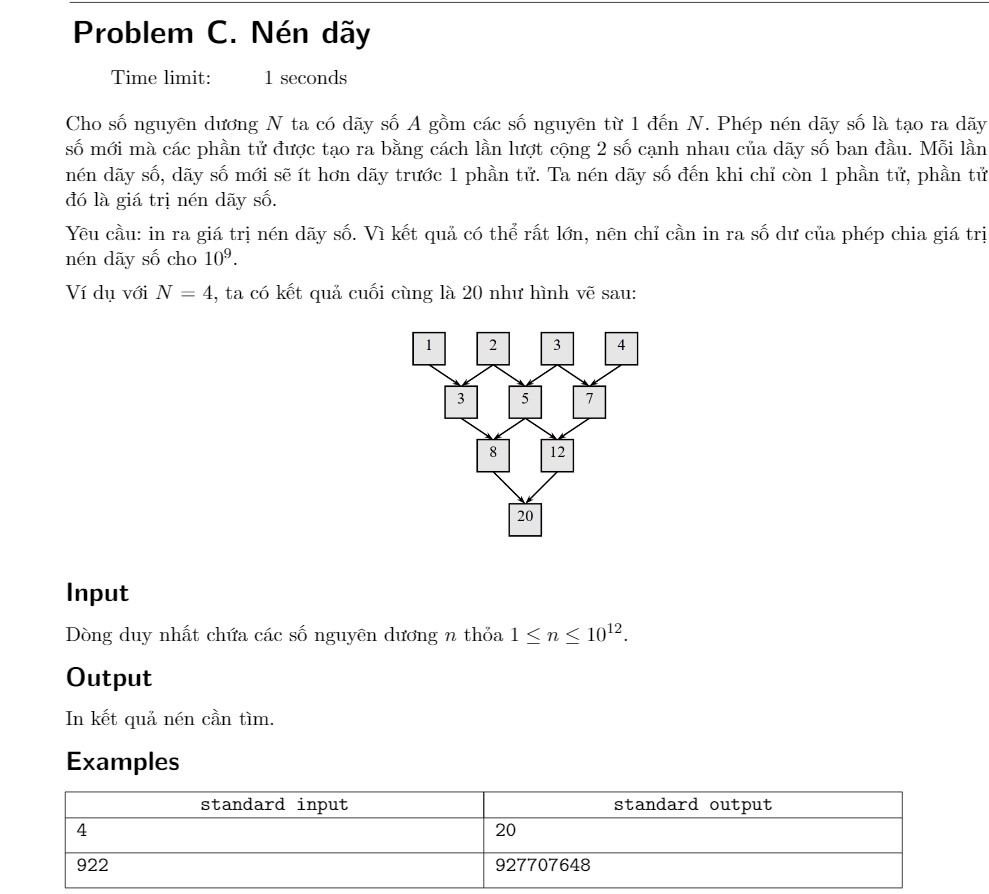 Problem C. Nén dãy
Time limit: 1 seconds
Cho số nguyên dương N ta có dãy số A gồm các số nguyên từ 1 đến N. Phép nén dãy số là tạo ra dãy
số mới mà các phần tử được tạo ra bằng cách lần lượt cộng 2 số cạnh nhau của dãy số ban đầu. Mỗi lần
nén dãy số, dãy số mới sẽ ít hơn dãy trước 1 phần tử. Ta nén dãy số đến khi chỉ còn 1 phần tử, phần tử
đó là giá trị nén dãy số.
Yêu cầu: in ra giá trị nén dãy số. Vì kết quả có thể rất lớn, nên chỉ cần in ra số dư của phép chia giá trị
nén dãy số cho 10⁹.
Ví dụ với N = 4, ta có kết quả cuối cùng là 20 như hình vẽ sau:
1 2 3 4
3 5 7
8 12
20
Input
Dòng duy nhất chứa các số nguyên dương n thỏa 1 ≤ n ≤ 10¹².
Output
In kết quả nén cần tìm.
Examples
standard input standard output
4 20
922 927707648